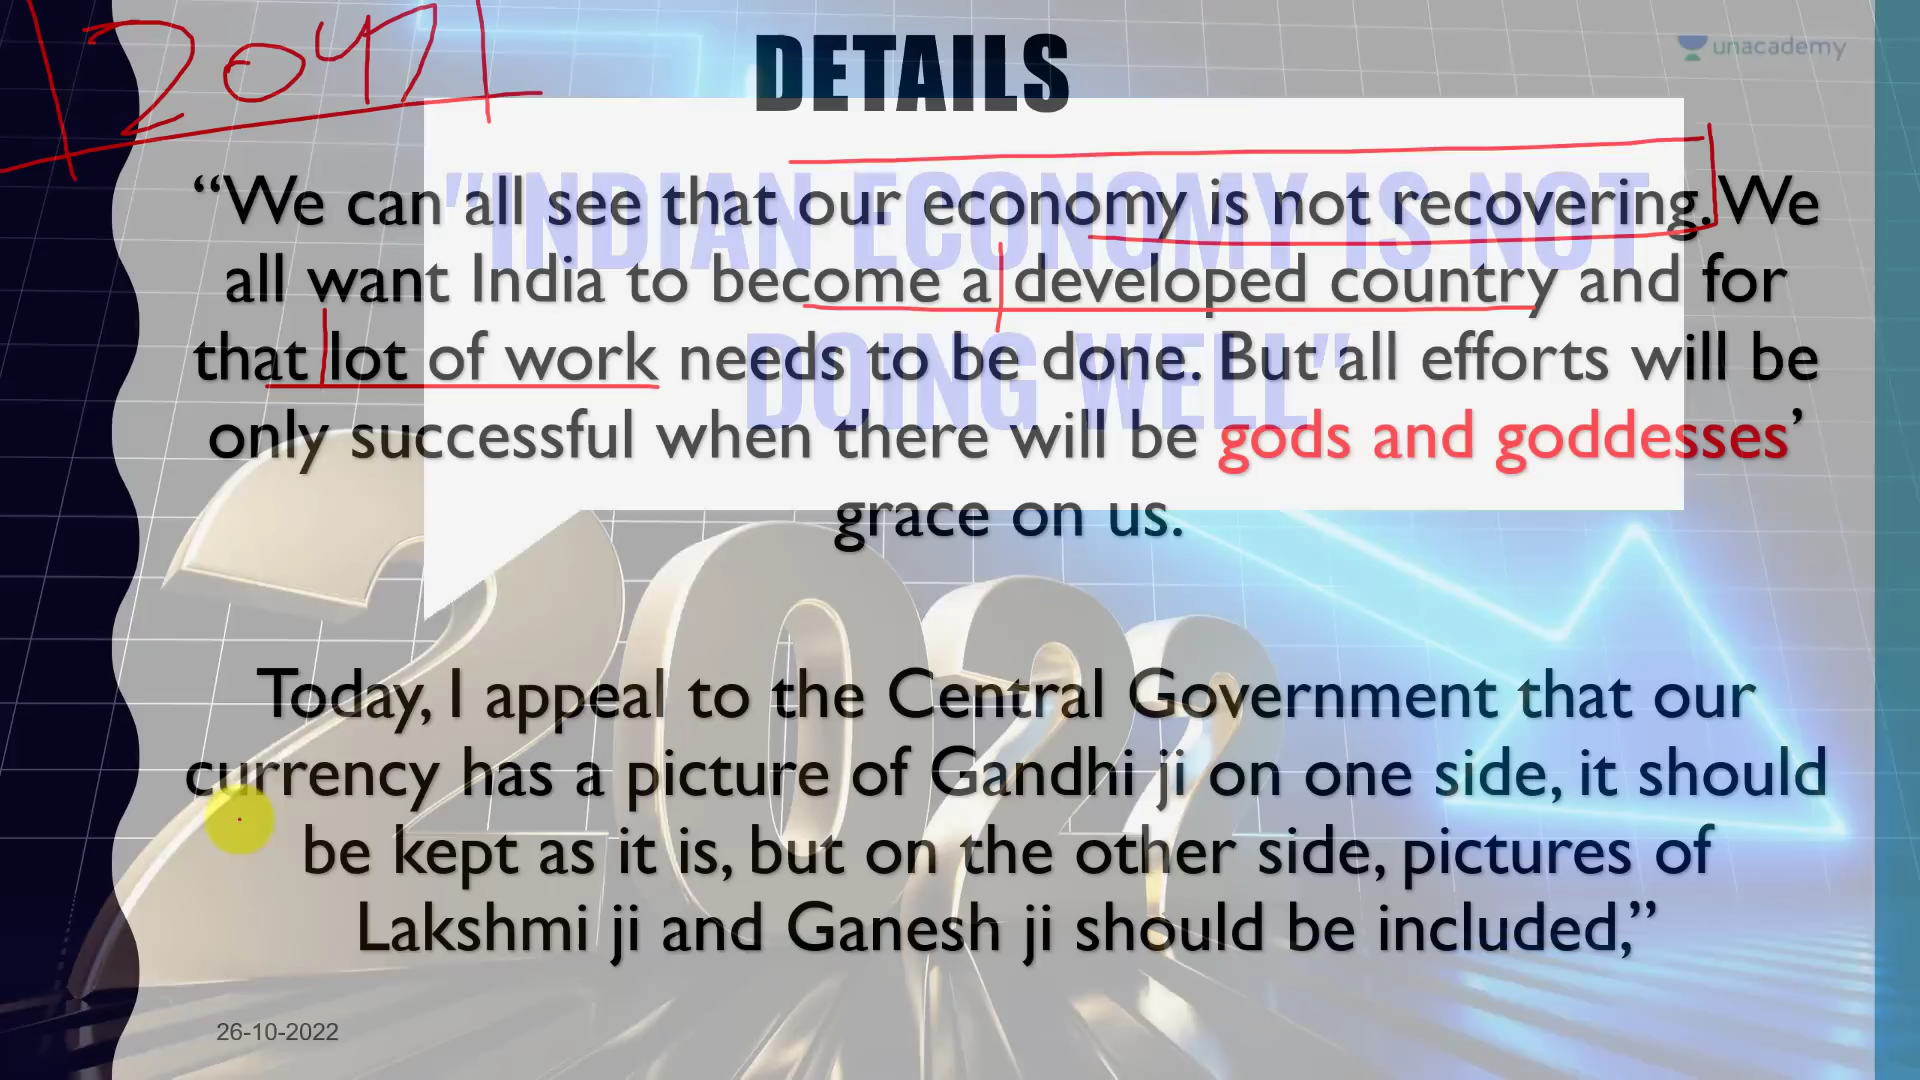 2047
DETAILS
unacademy
"INDIAN ECONOMY IS NOT
DOING WELL"
“We can all see that our economy is not recovering. We
all want India to become a developed country and for
that lot of work needs to be done. But all efforts will be
only successful when there will be gods and goddesses’
grace on us.
2022
Today, I appeal to the Central Government that our
currency has a picture of Gandhi ji on one side, it should
be kept as it is, but on the other side, pictures of
Lakshmi ji and Ganesh ji should be included,”
26-10-2022